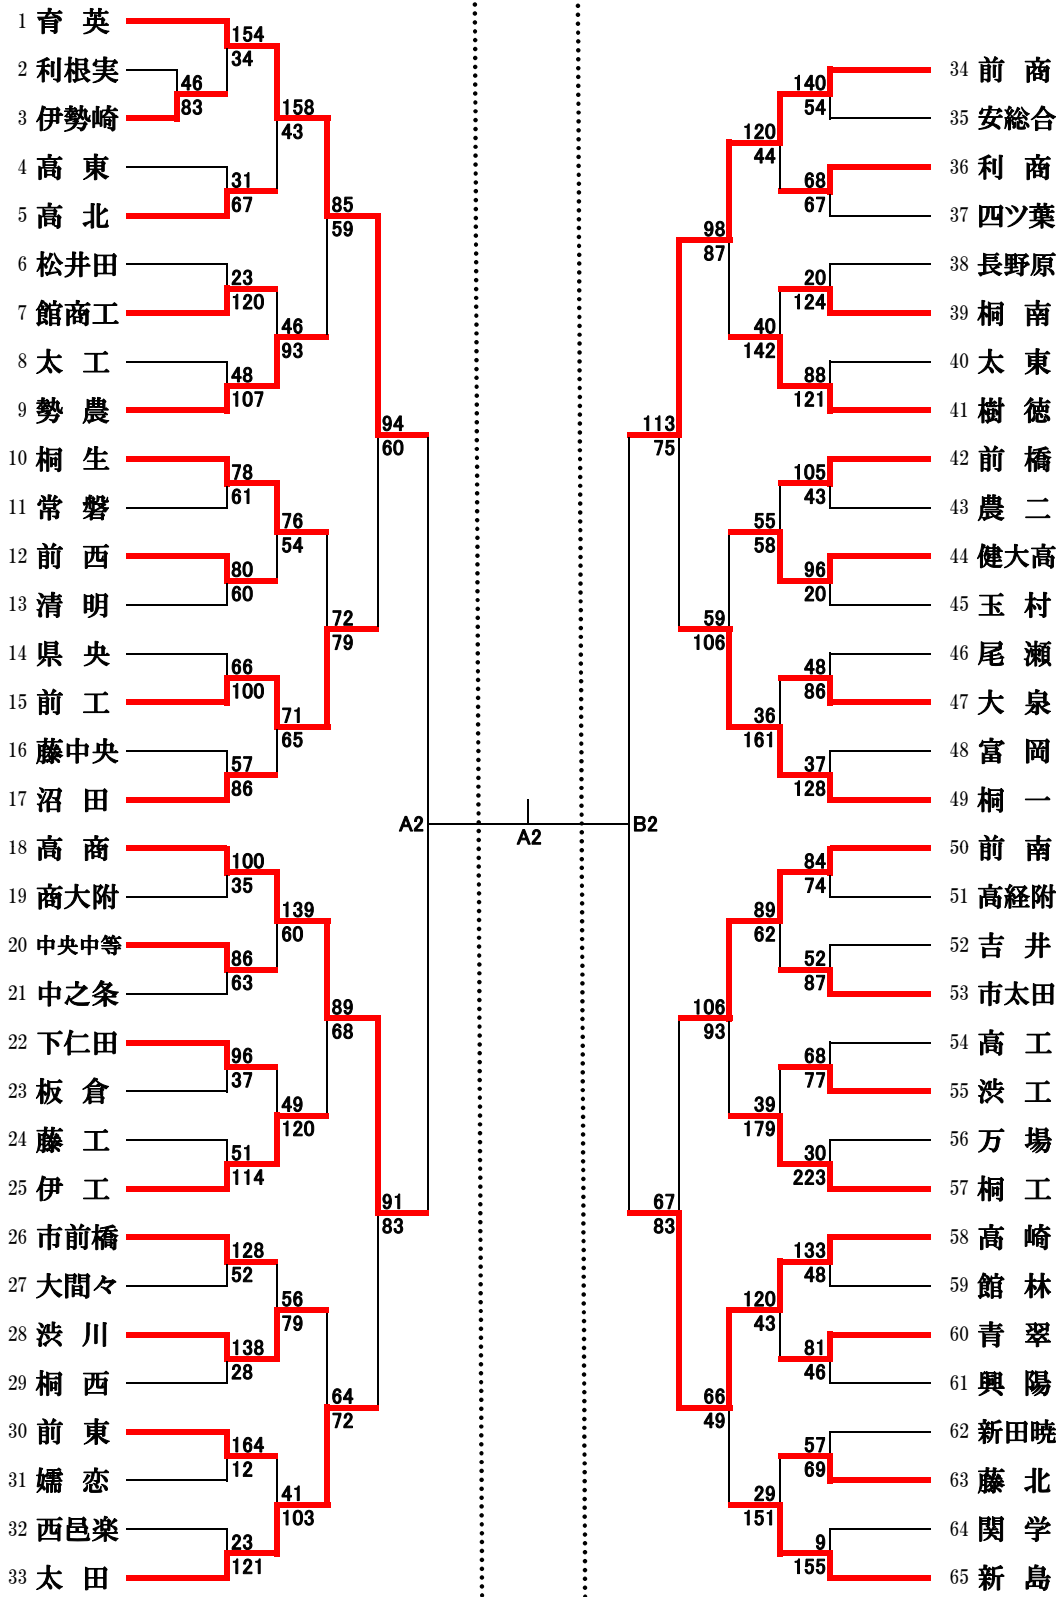 1 育 英
2 利根実
3 伊勢崎
4 高 東
5 高 北
6 松井田
7 館商工
8 太 工
9 勢 農
10 桐 生
11 常 磐
12 前 西
13 清 明
14 県 央
15 前 工
16 藤中央
17 沼 田
18 高 商
19 商大附
20 中央中等
21 中之条
22 下仁田
23 板 倉
24 藤 工
25 伊 工
26 市前橋
27 大間々
28 渋 川
29 桐 西
30 前 東
31 嬬 恋
32 西邑楽
33 太 田
154
34
46
83
31
67
23
120
48
107
78
61
80
60
66
100
57
86
100
35
86
63
96
37
51
114
128
52
138
28
164
12
23
121
158
43
46
93
76
54
71
65
139
60
49
120
56
79
41
103
85
59
72
79
89
68
64
72
94
60
91
83
A2
A2
B2
113
75
67
83
98
87
59
106
106
93
66
49
120
44
40
142
55
58
36
161
89
62
39
179
120
43
29
151
140
54
68
67
20
124
88
121
105
43
96
20
48
86
37
128
84
74
52
87
68
77
30
223
133
48
81
46
57
69
9
155
34 前 商
35 安総合
36 利 商
37 四ツ葉
38 長野原
39 桐 南
40 太 東
41 樹 徳
42 前 橋
43 農 二
44 健大高
45 玉 村
46 尾 瀬
47 大 泉
48 富 岡
49 桐 一
50 前 南
51 高経附
52 吉 井
53 市太田
54 高 工
55 渋 工
56 万 場
57 桐 工
58 高 崎
59 館 林
60 青 翠
61 興 陽
62 新田暁
63 藤 北
64 関 学
65 新 島